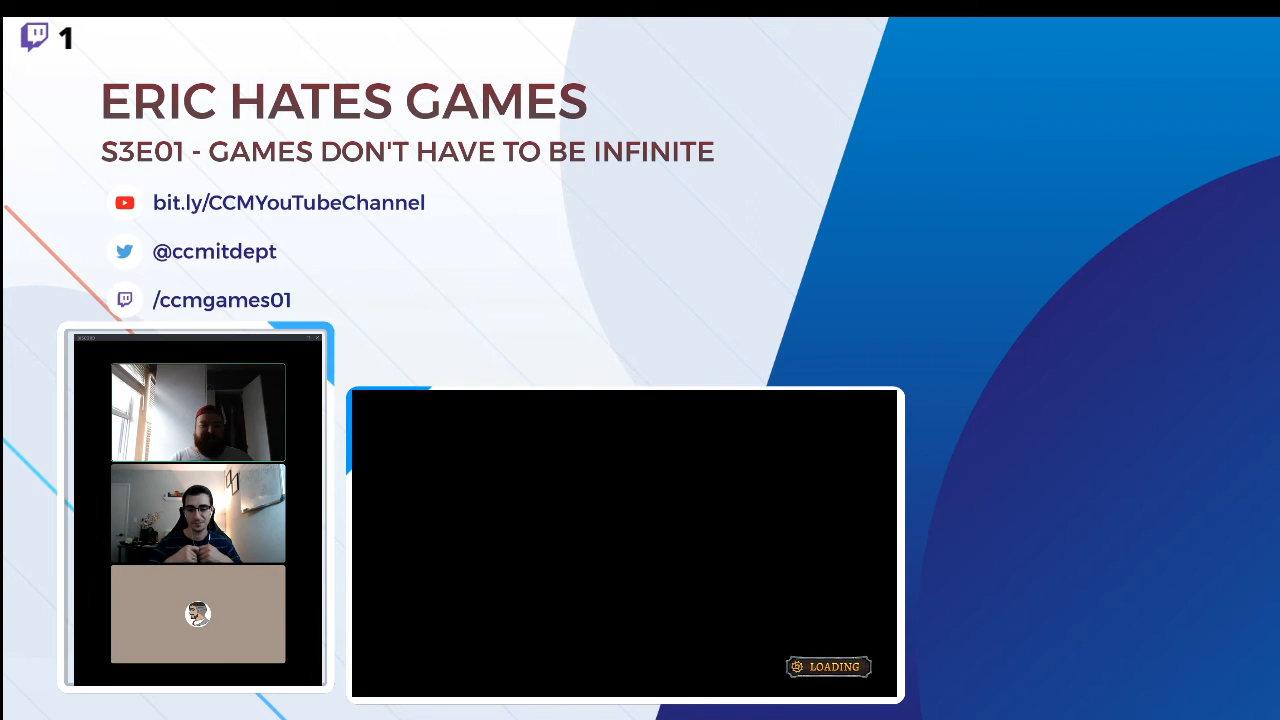 1
ERIC HATES GAMES
S3E01 - GAMES DON'T HAVE TO BE INFINITE
bit.ly/CCMYouTubeChannel
@ccmitdept
/ccmgames01
LOADING